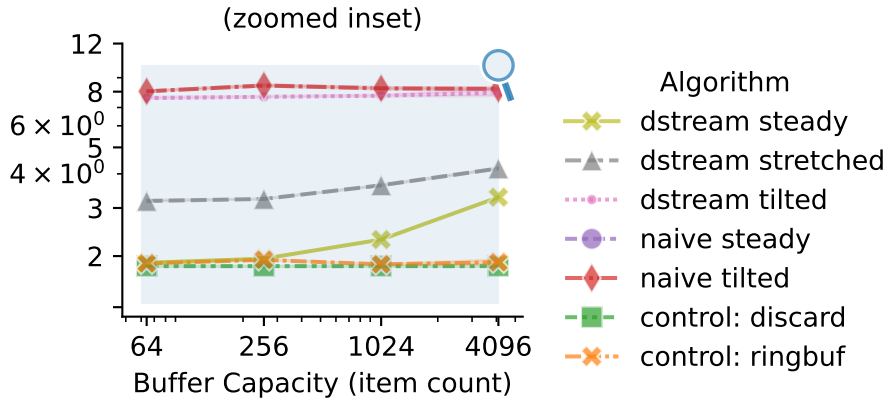 (zoomed inset)
12
8
6 × 10⁰
5
4 × 10⁰
3
2
64 256 1024 4096
Buffer Capacity (item count)
Algorithm
dstream steady
dstream stretched
dstream tilted
naive steady
naive tilted
control: discard
control: ringbuf